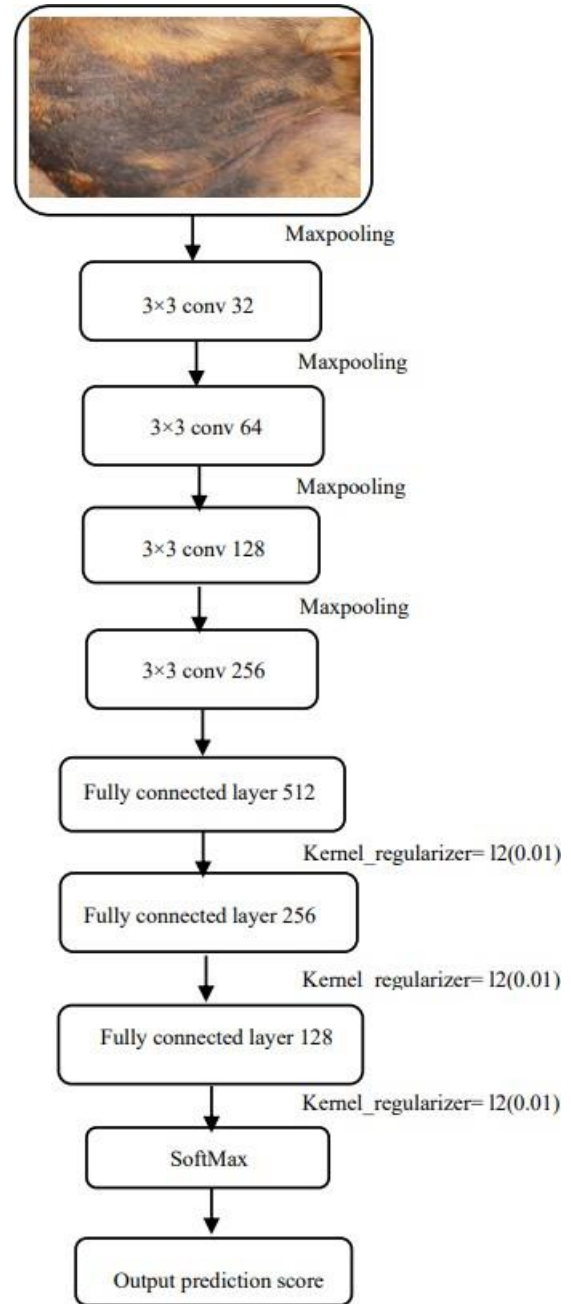 Maxpooling
3×3 conv 32
Maxpooling
3×3 conv 64
Maxpooling
3×3 conv 128
Maxpooling
3×3 conv 256
Fully connected layer 512
Kernel_regularizer= l2(0.01)
Fully connected layer 256
Kernel_regularizer= l2(0.01)
Fully connected layer 128
Kernel_regularizer= l2(0.01)
SoftMax
Output prediction score